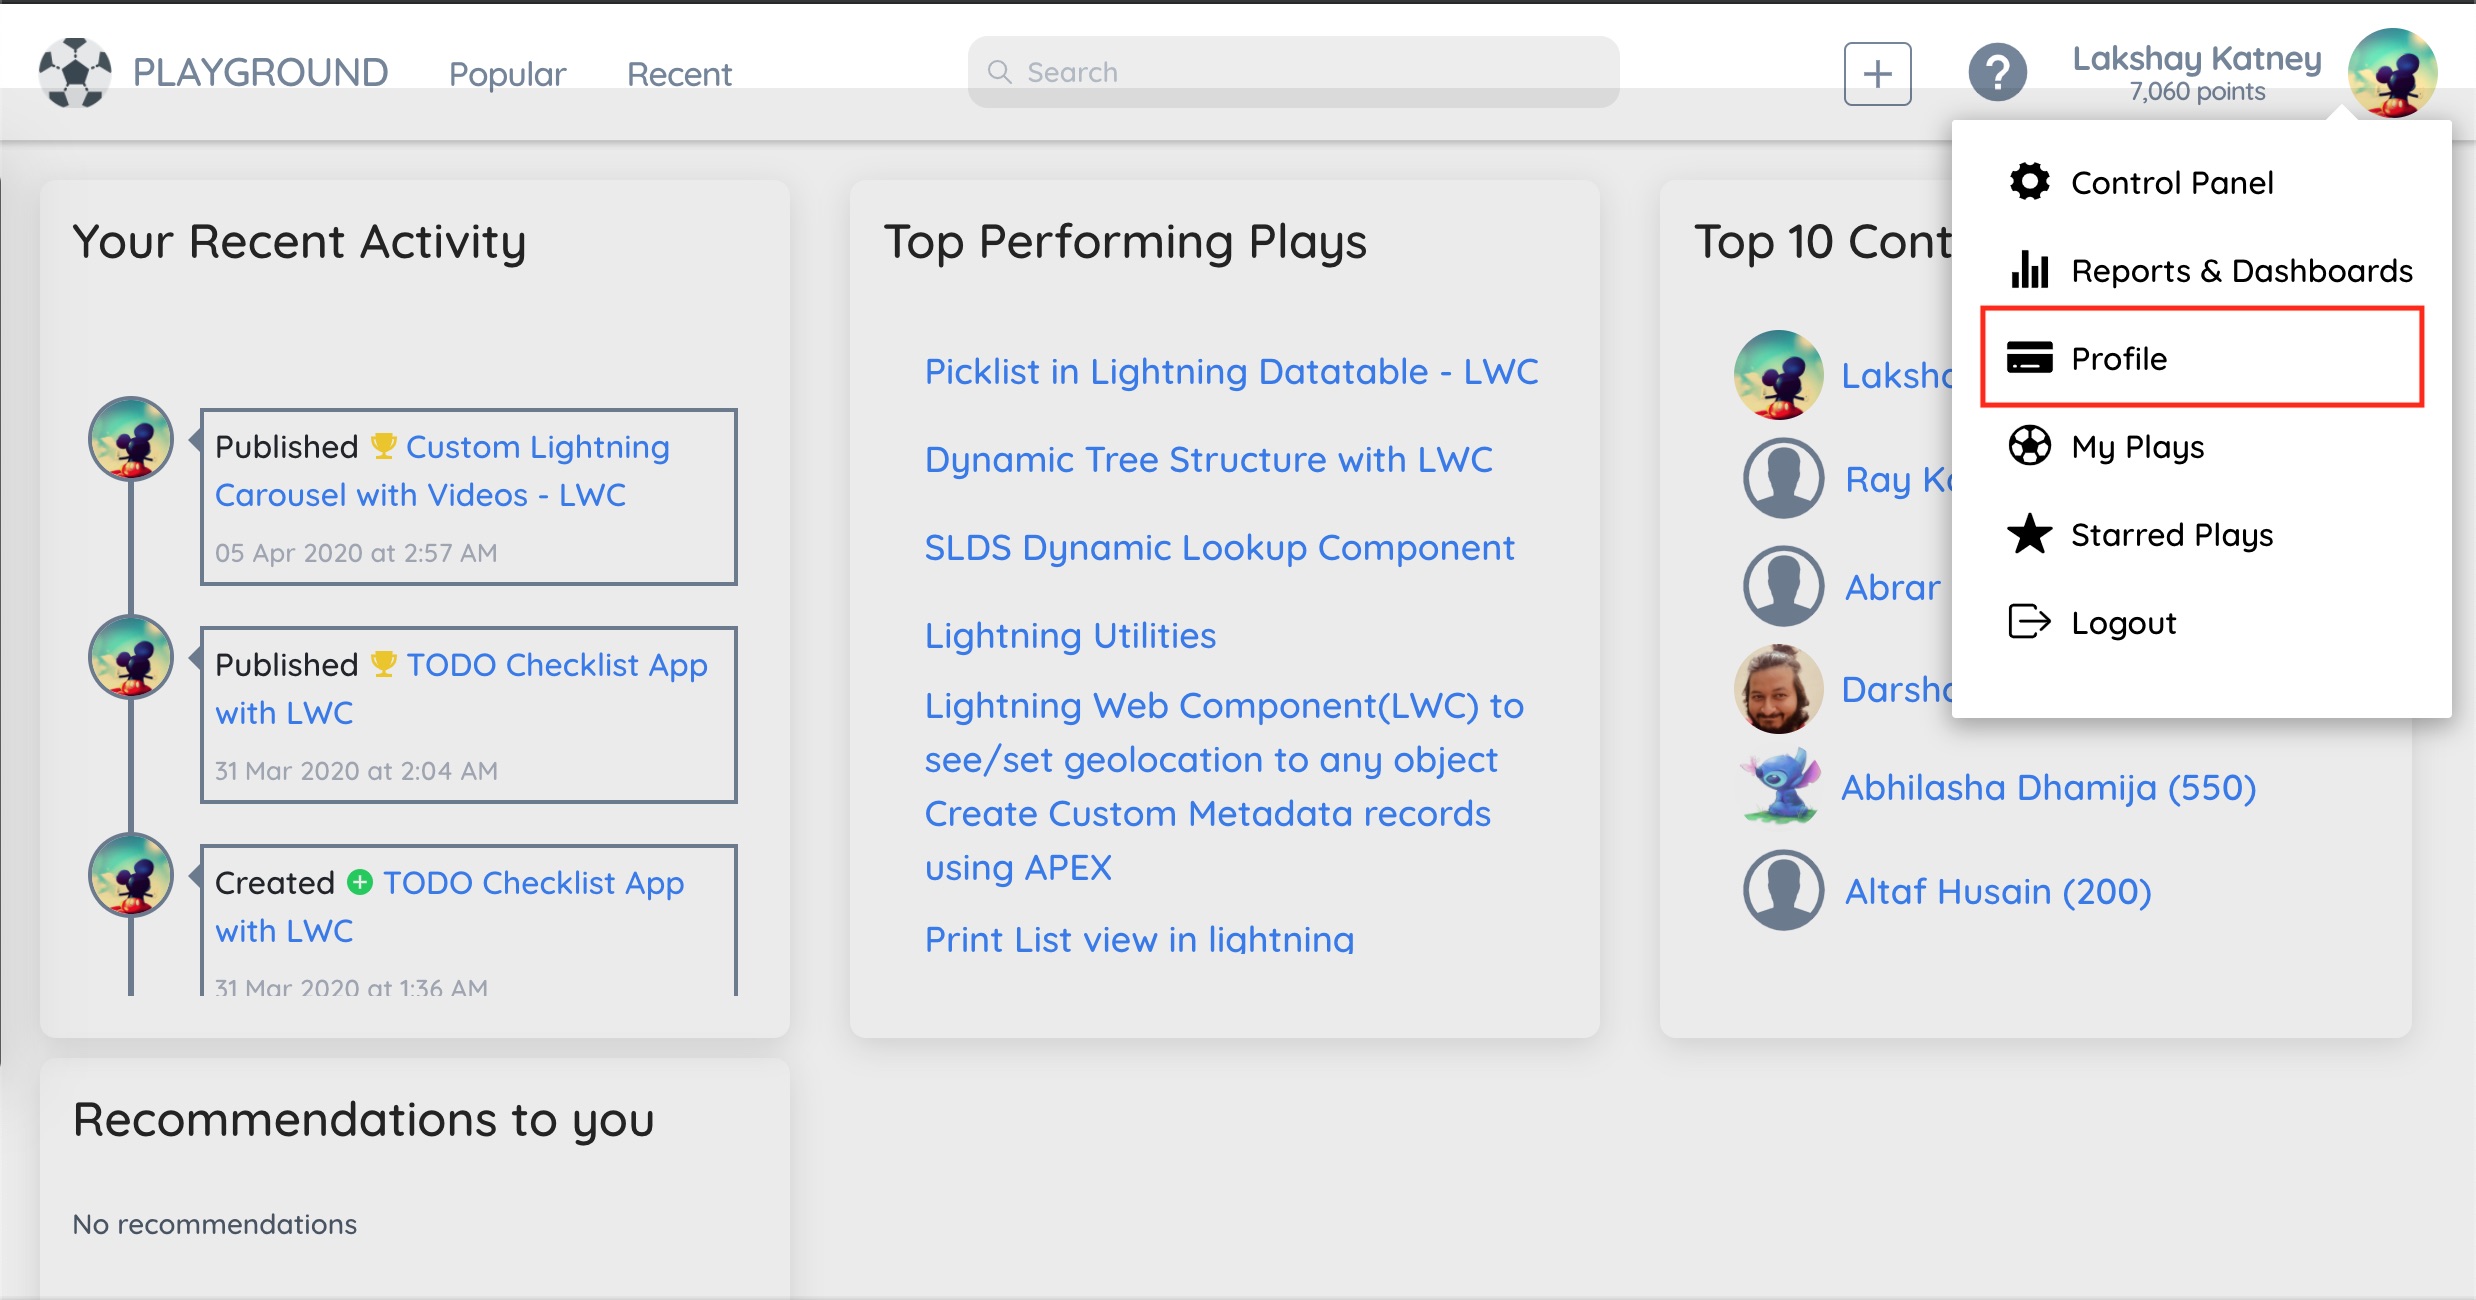 PLAYGROUND
Popular
Recent
Search
Lakshay Katney
7,060 points
Control Panel
Reports & Dashboards
Profile
My Plays
Starred Plays
Logout
Your Recent Activity
Published Custom Lightning
Carousel with Videos - LWC
05 Apr 2020 at 2:57 AM
Published TODO Checklist App
with LWC
31 Mar 2020 at 2:04 AM
Created TODO Checklist App
with LWC
31 Mar 2020 at 1:36 AM
Top Performing Plays
Picklist in Lightning Datatable - LWC
Dynamic Tree Structure with LWC
SLDS Dynamic Lookup Component
Lightning Utilities
Lightning Web Component(LWC) to
see/set geolocation to any object
Create Custom Metadata records
using APEX
Print List view in lightning
Top 10 Cont
Laksh
Ray K
Abrar
Darsh
Abhilasha Dhamija (550)
Altaf Husain (200)
Recommendations to you
No recommendations